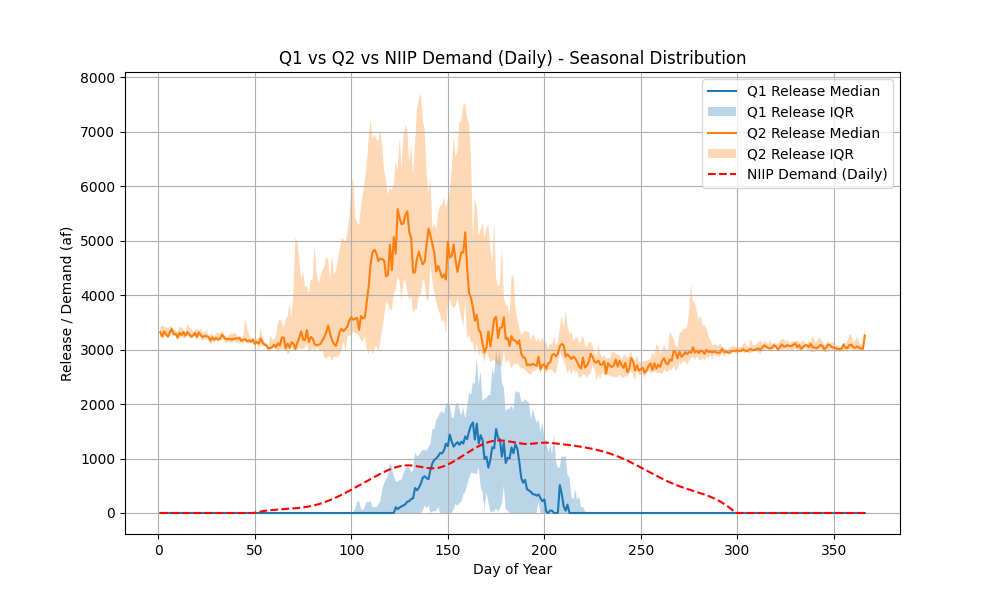 Q1 vs Q2 vs NIIP Demand (Daily) - Seasonal Distribution
Release / Demand (af)
8000
7000
6000
5000
4000
3000
2000
1000
0
Q1 Release Median
Q1 Release IQR
Q2 Release Median
Q2 Release IQR
NIIP Demand (Daily)
0 50 100 150 200 250 300 350
Day of Year